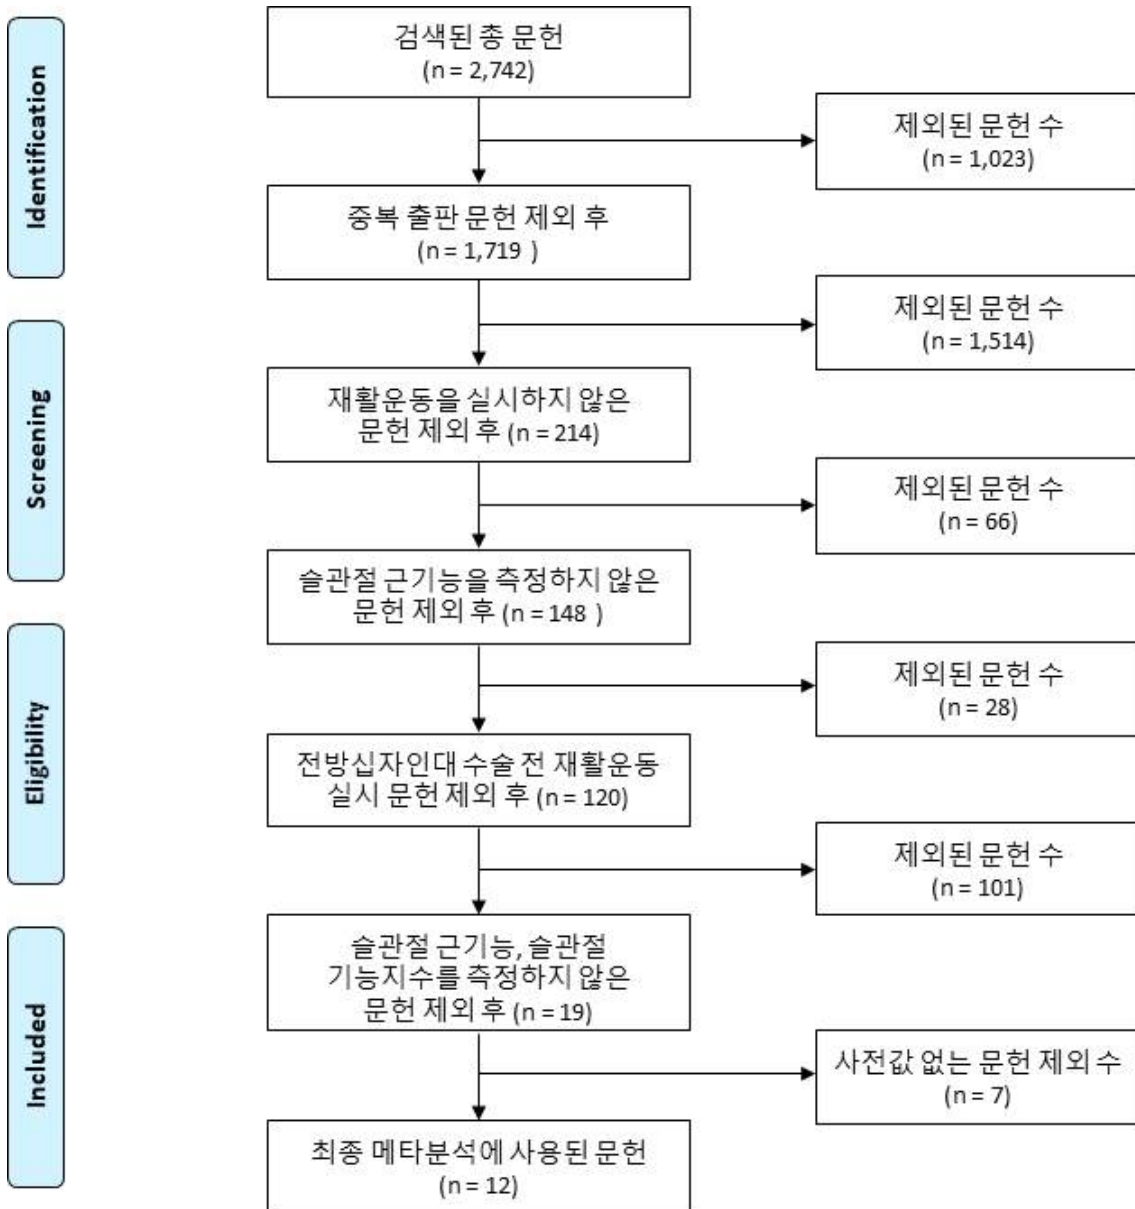 Identification
검색된 총 문헌
(n = 2,742)
제외된 문헌 수
(n = 1,023)
중복 출판 문헌 제외 후
(n = 1,719 )
제외된 문헌 수
(n = 1,514)
Screening
재활운동을 실시하지 않은
문헌 제외 후 (n = 214)
제외된 문헌 수
(n = 66)
슬관절 근기능을 측정하지 않은
문헌 제외 후 (n = 148 )
Eligibility
제외된 문헌 수
(n = 28)
전방십자인대 수술 전 재활운동
실시 문헌 제외 후 (n = 120)
제외된 문헌 수
(n = 101)
Included
슬관절 근기능, 슬관절
기능지수를 측정하지 않은
문헌 제외 후 (n = 19)
사전값 없는 문헌 제외 수
(n = 7)
최종 메타분석에 사용된 문헌
(n = 12)